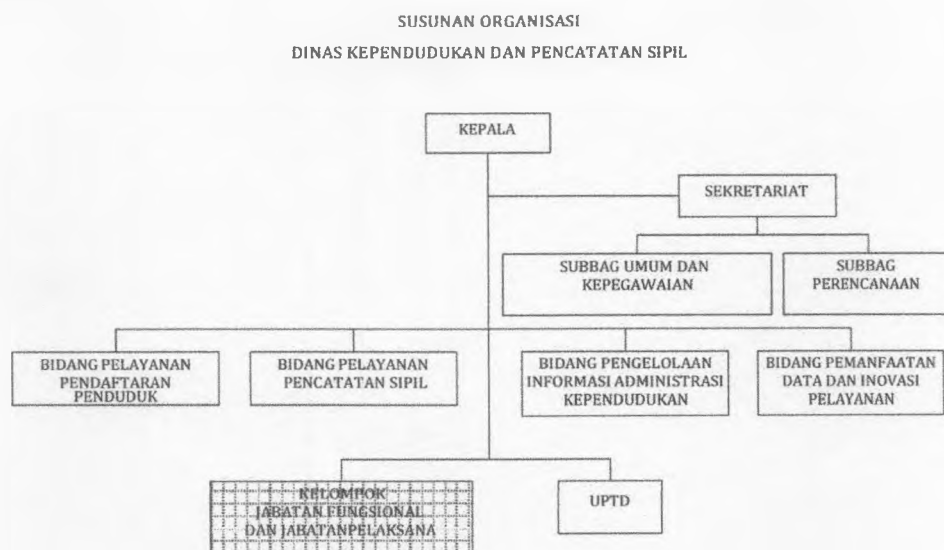 SUSUNAN ORGANISASI
DINAS KEPENDUDUKAN DAN PENCATATAN SIPIL
KEPALA
SEKRETARIAT
SUBBAG UMUM DAN
KEPEGAWAIAN
SUBBAG
PERENCANAAN
BIDANG PELAYANAN
PENDAFTARAN
PENDUDUK
BIDANG PELAYANAN
PENCATATAN SIPIL
BIDANG PENGELOLAAN
INFORMASI ADMINISTRASI
KEPENDUDUKAN
BIDANG PEMANFAATAN
DATA DAN INOVASI
PELAYANAN
KELOMPOK
JABATAN FUNGSIONAL
DAN JABATANPELAKSANA
UPTD